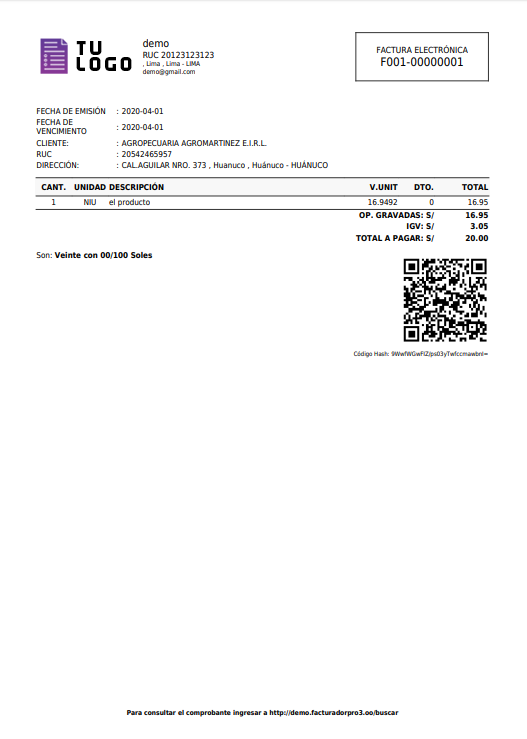 TU
LOGO
demo
RUC 20123123123
, Lima , Lima - LIMA
demo@gmail.com
FACTURA ELECTRÓNICA
F001-00000001
FECHA DE EMISIÓN : 2020-04-01
FECHA DE
VENCIMIENTO : 2020-04-01
CLIENTE: : AGROPECUARIA AGROMARTINEZ E.I.R.L.
RUC : 20542465957
DIRECCIÓN: : CAL.AGUILAR NRO. 373 , Huanuco , Huánuco - HUÁNUCO
CANT. UNIDAD DESCRIPCIÓN V.UNIT DTO. TOTAL
1 NIU el producto 16.9492 0 16.95
OP. GRAVADAS: S/ 16.95
IGV: S/ 3.05
TOTAL A PAGAR: S/ 20.00
Son: Veinte con 00/100 Soles
Código Hash:
Para consultar el comprobante ingresar a http://demo.facturadorpro3.oo/buscar